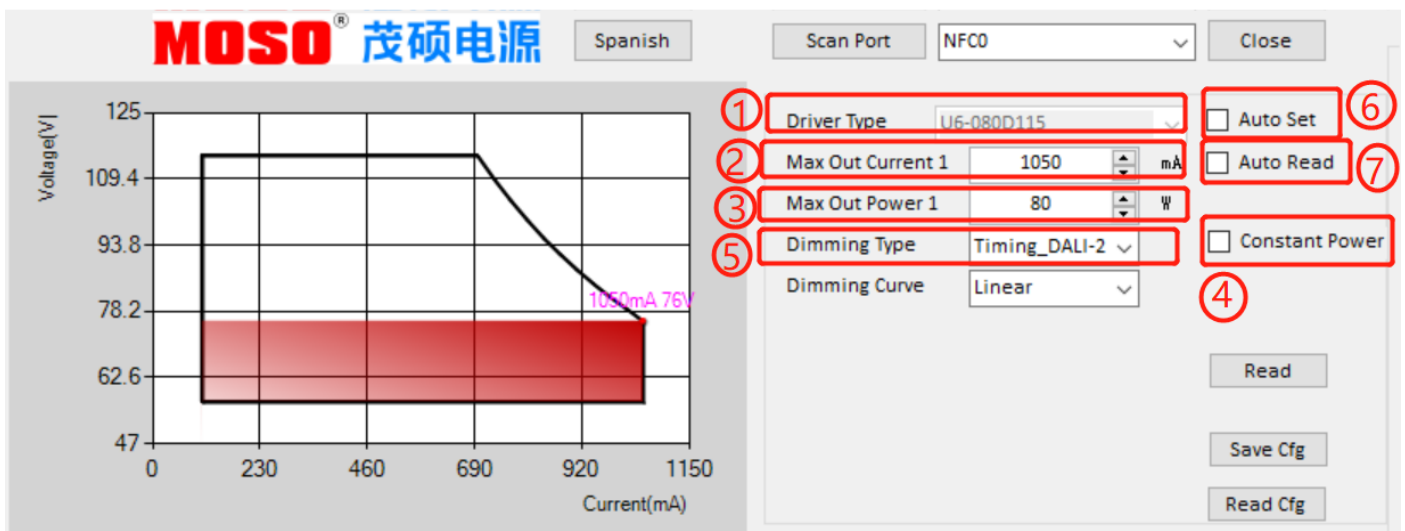 MOSO® 茂硕电源
Spanish
Scan Port
NFC0
Close
Voltage(V)
125
109.4
93.8
78.2
62.6
47
0 230 460 690 920 1150
Current(mA)
1050mA 76V
① Driver Type U6-080D115
② Max Out Current 1 1050 mA
③ Max Out Power 1 80 W
⑤ Dimming Type Timing_DALI-2
Dimming Curve Linear
Auto Set ⑥
Auto Read ⑦
Constant Power
④
Read
Save Cfg
Read Cfg